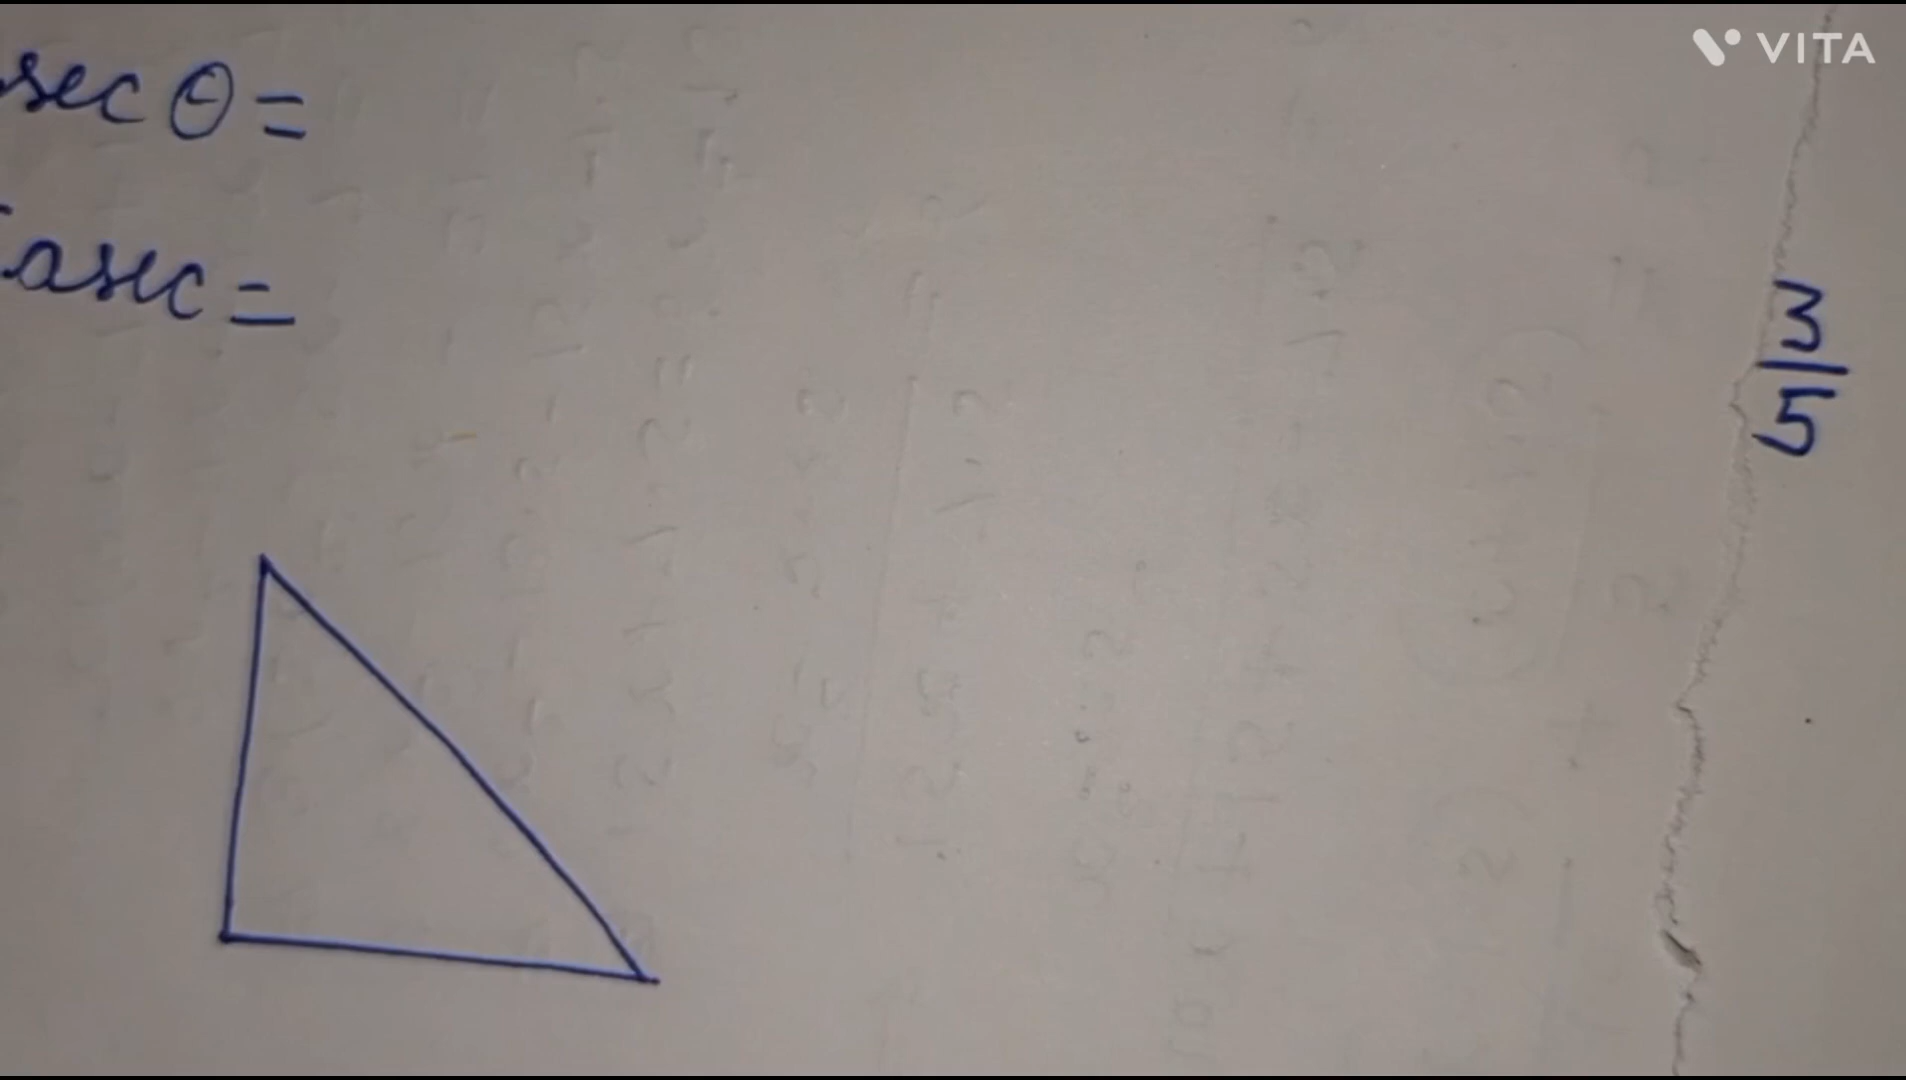 VITA
sec θ =
asec =
3
5